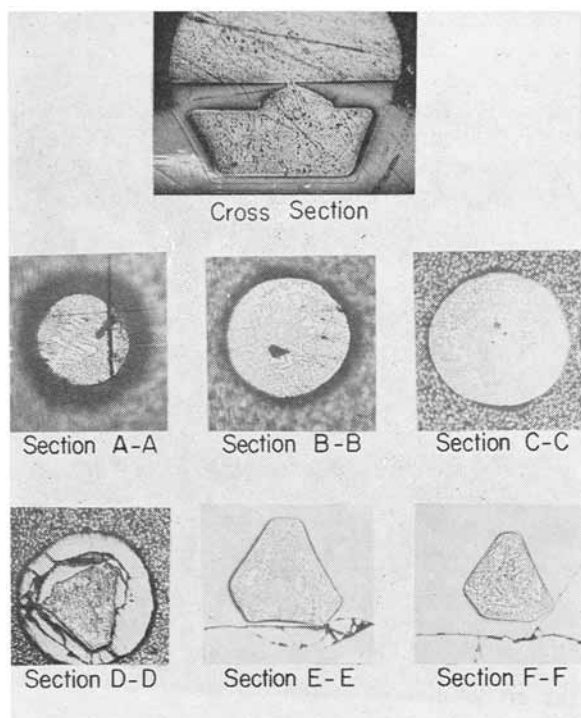 Cross Section
Section A-A
Section B-B
Section C-C
Section D-D
Section E-E
Section F-F